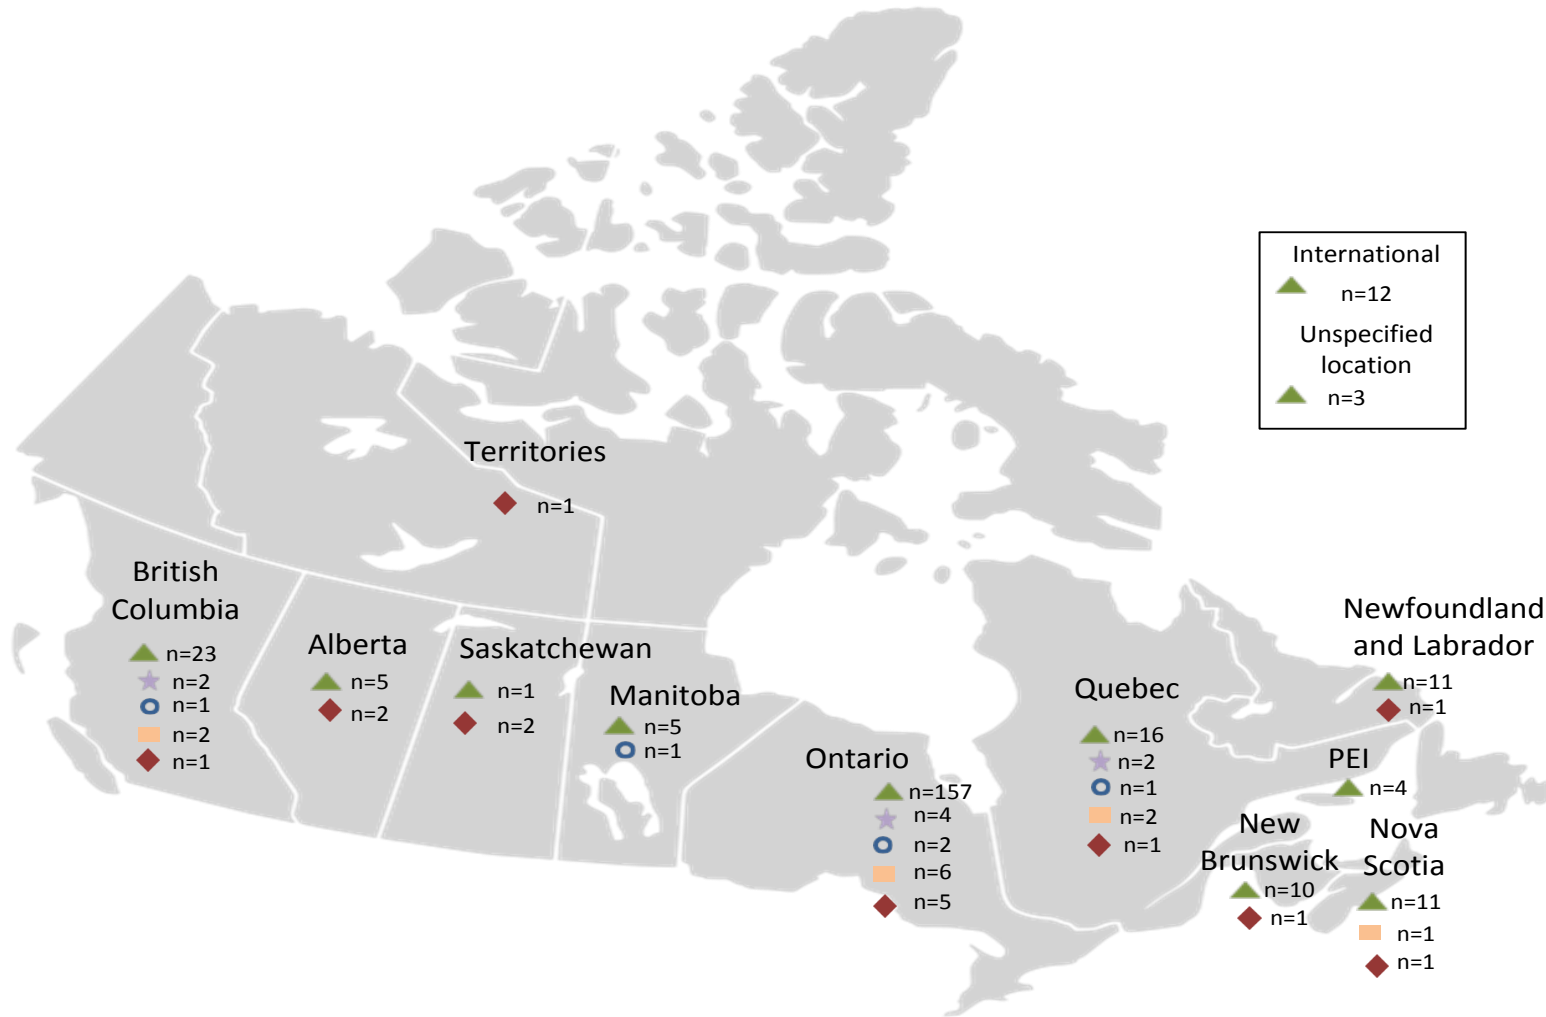 International
n=12
Unspecified
location
n=3
Territories
n=1
British
Columbia
n=23
n=2
n=1
n=2
n=1
Alberta
n=5
n=2
Saskatchewan
n=1
n=2
Manitoba
n=5
n=1
Ontario
n=157
n=4
n=2
n=6
n=5
Quebec
n=16
n=2
n=1
n=2
n=1
Newfoundland
and Labrador
n=11
n=1
PEI
n=4
New
Brunswick
n=10
n=1
Nova
Scotia
n=11
n=1
n=1